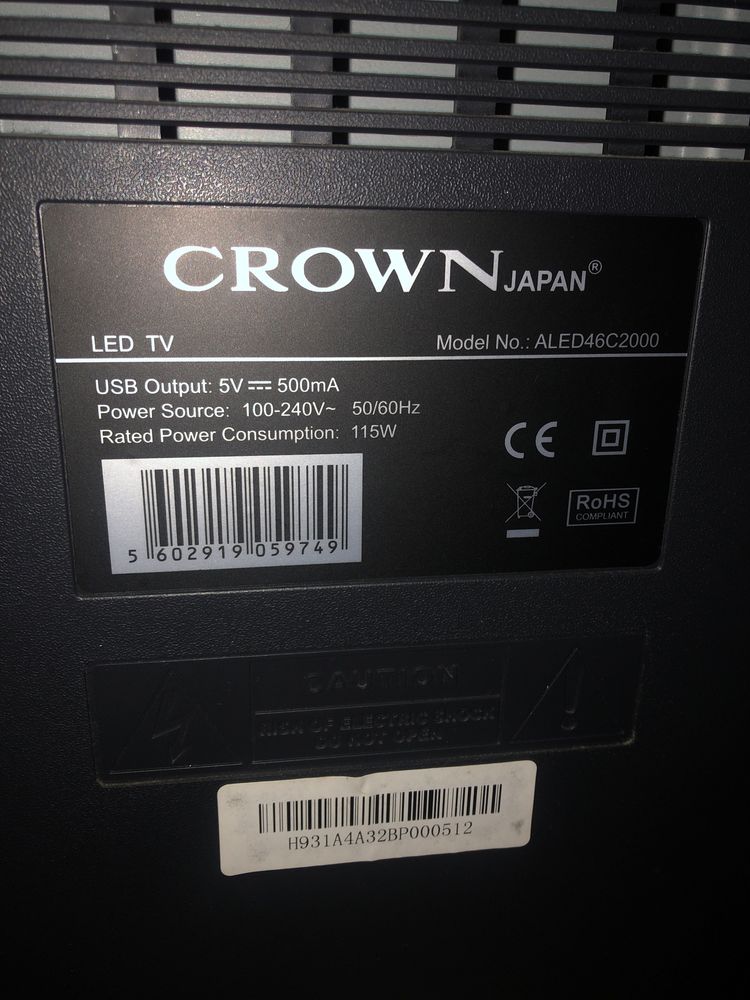 CROWN JAPAN®
LED TV Model No.: ALED46C2000
USB Output: 5V ⎓ 500mA
Power Source: 100-240V~ 50/60Hz
Rated Power Consumption: 115W
CE
RoHS
COMPLIANT
5 602919 059749
CAUTION
RISK OF ELECTRIC SHOCK
DO NOT OPEN
H931A4A32BP000512